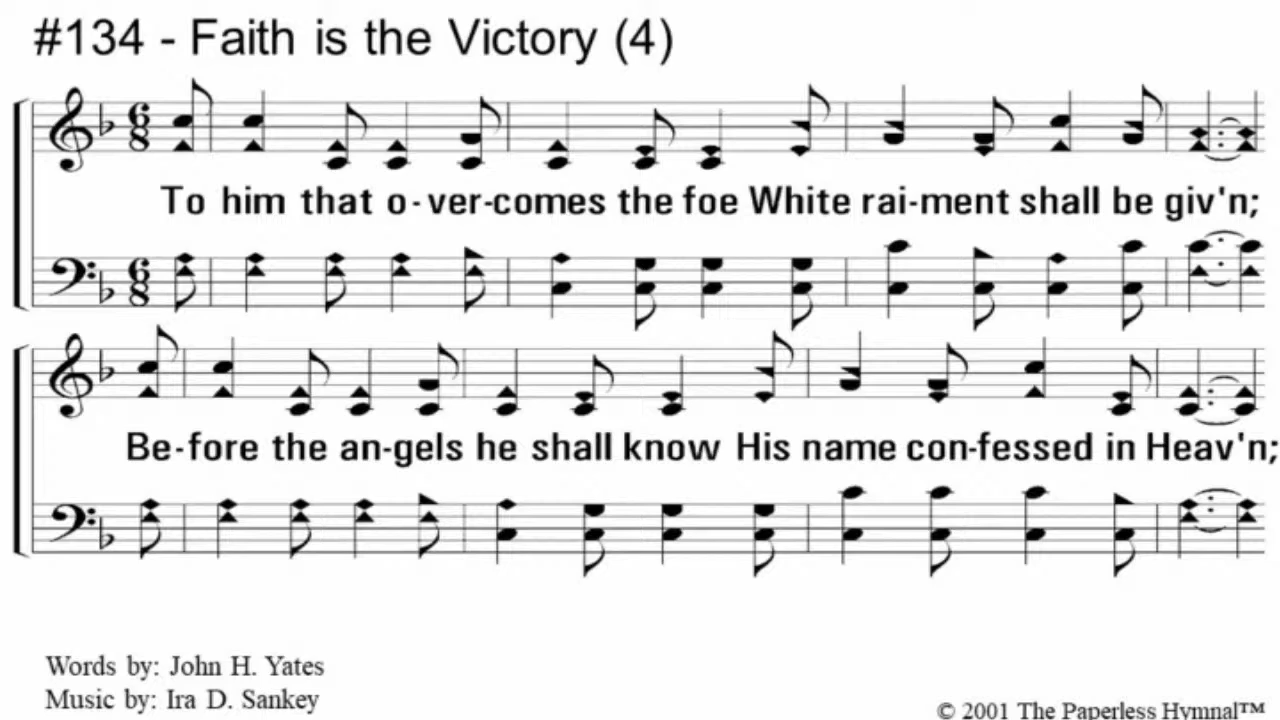 #134 - Faith is the Victory (4)
To him that o-ver-comes the foe White rai-ment shall be giv'n;
Be-fore the an-gels he shall know His name con-fessed in Heav'n;
Words by: John H. Yates
Music by: Ira D. Sankey
© 2001 The Paperless Hymnal™